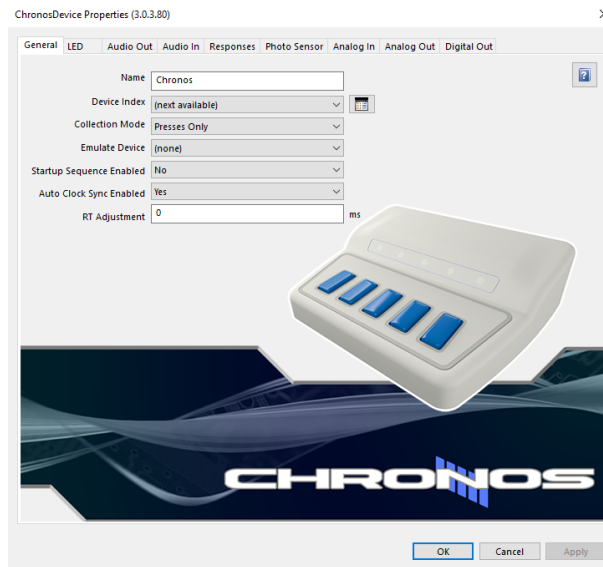 ChronosDevice Properties (3.0.3.80)
General LED Audio Out Audio In Responses Photo Sensor Analog In Analog Out Digital Out
Name Chronos
Device Index (next available)
Collection Mode Presses Only
Emulate Device (none)
Startup Sequence Enabled No
Auto Clock Sync Enabled Yes
RT Adjustment 0 ms
CHRONOS
OK Cancel Apply